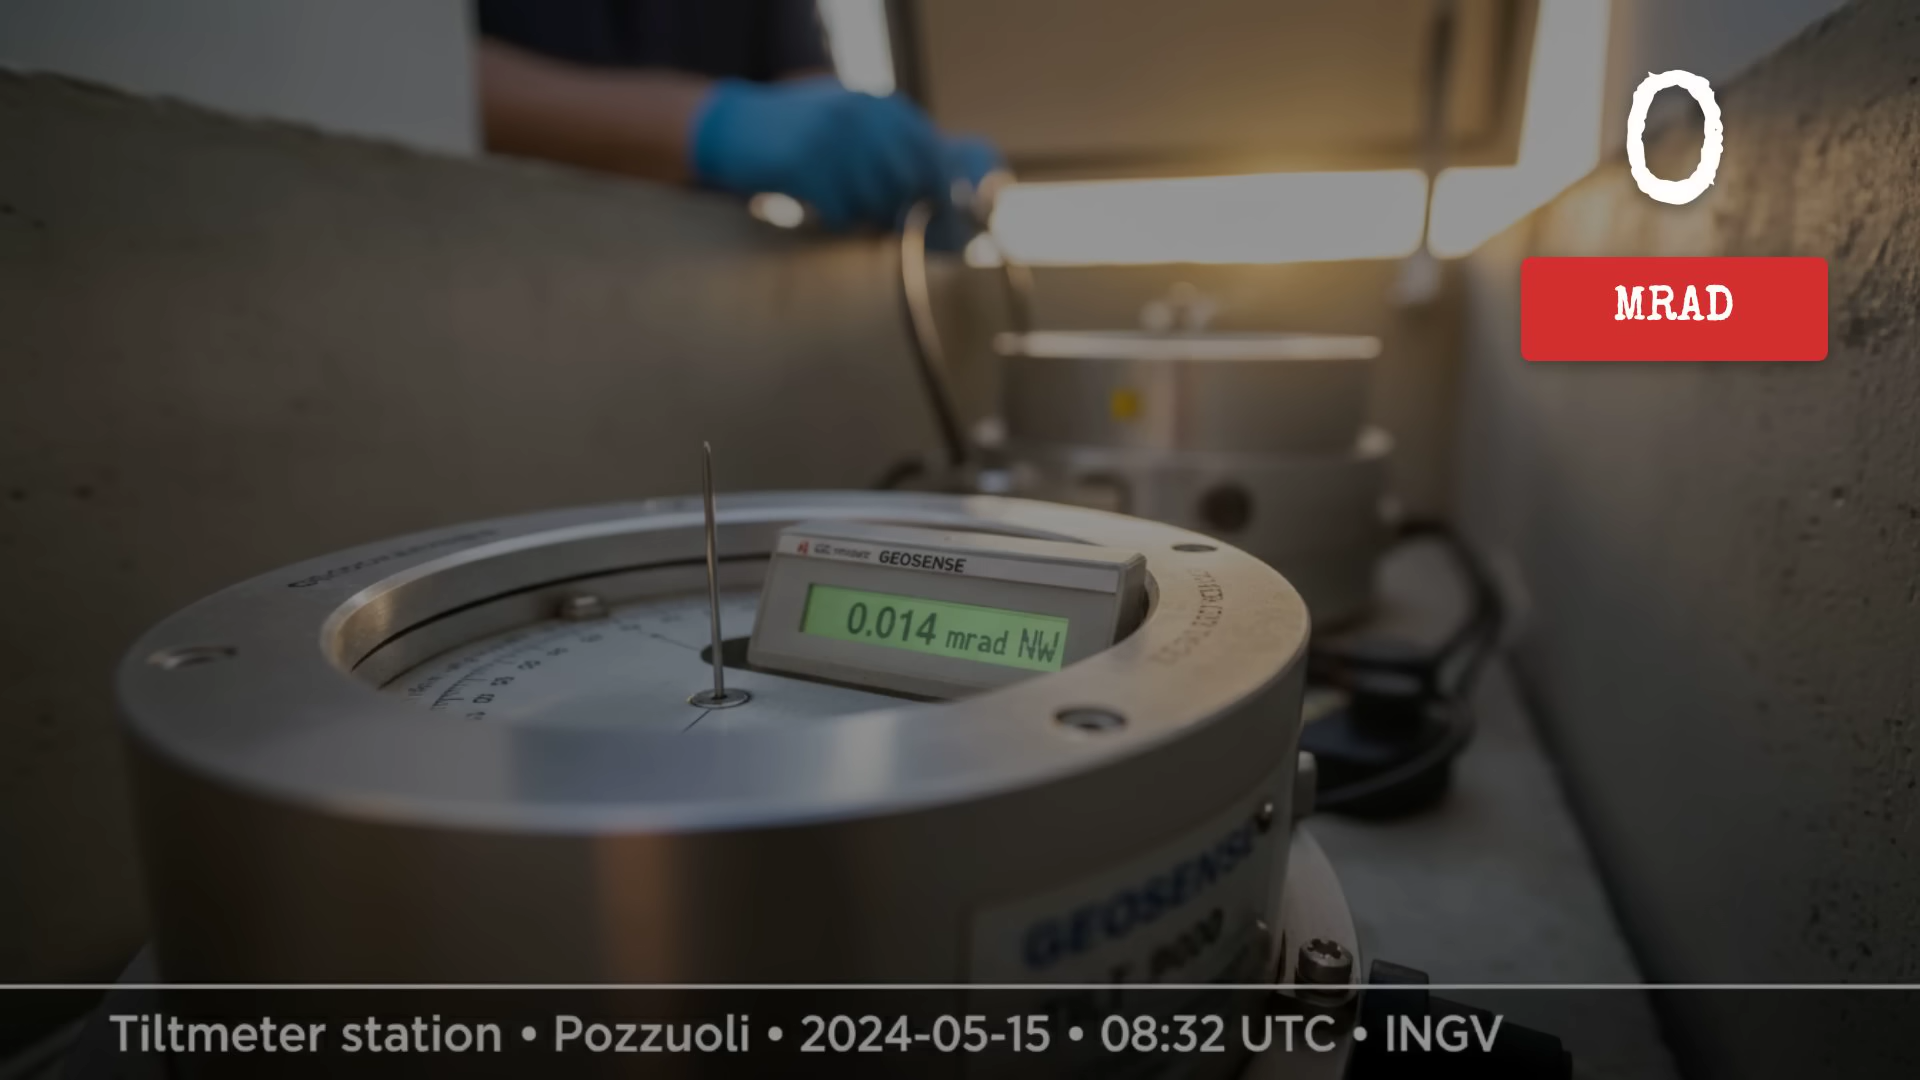 0
MRAD
GEOSENSE
0.014 mrad NW
GEOSENSE
Tiltmeter station • Pozzuoli • 2024-05-15 • 08:32 UTC • INGV